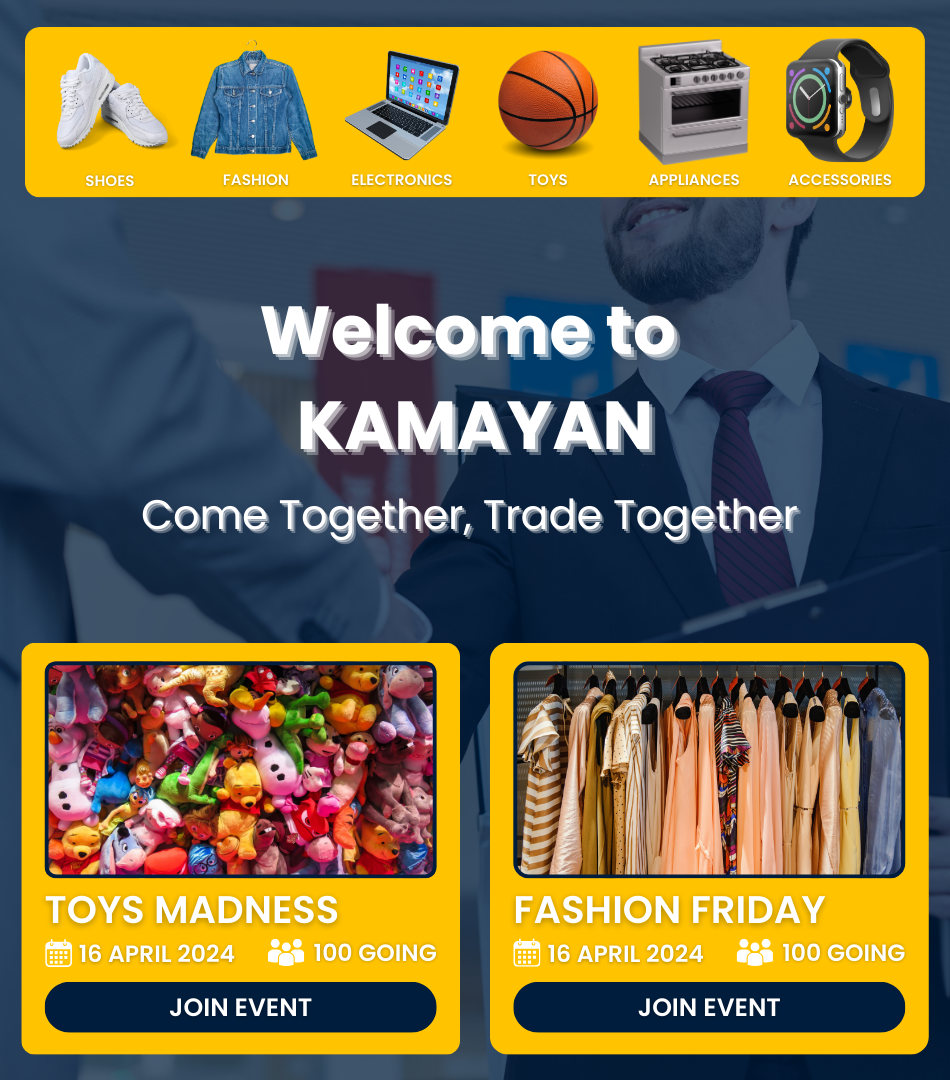 SHOES
FASHION
ELECTRONICS
TOYS
APPLIANCES
ACCESSORIES
Welcome to
KAMAYAN
Come Together, Trade Together
TOYS MADNESS
16 APRIL 2024
100 GOING
JOIN EVENT
FASHION FRIDAY
16 APRIL 2024
100 GOING
JOIN EVENT